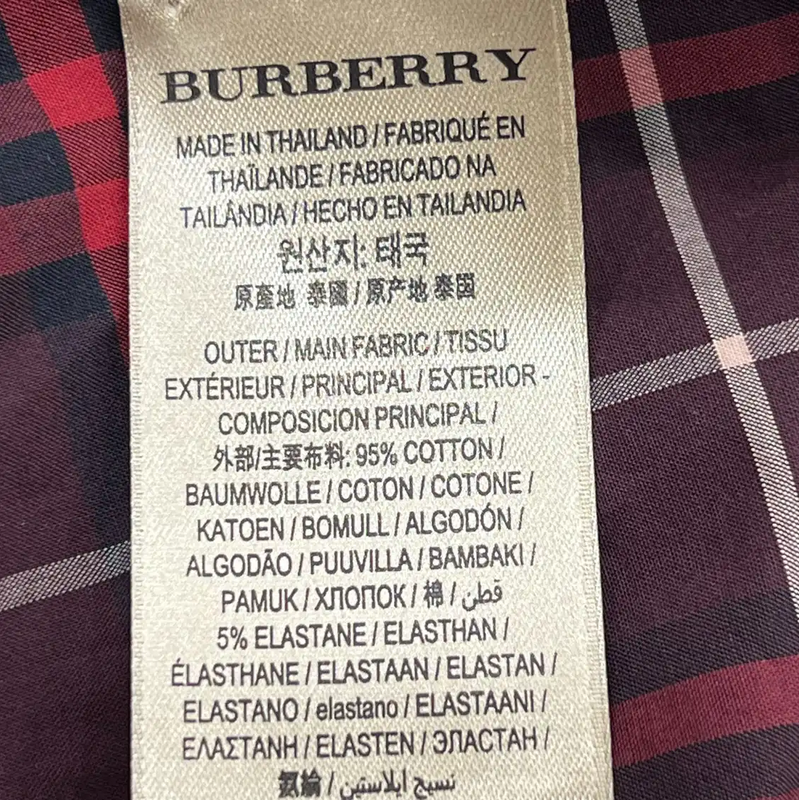 BURBERRY
MADE IN THAILAND / FABRIQUÉ EN
THAÏLANDE / FABRICADO NA
TAILÂNDIA / HECHO EN TAILANDIA
원산지: 태국
原產地 泰國 / 原产地 泰国
OUTER / MAIN FABRIC / TISSU
EXTÉRIEUR / PRINCIPAL / EXTERIOR -
COMPOSICION PRINCIPAL /
外部/主要布料: 95% COTTON /
BAUMWOLLE / COTON / COTONE /
KATOEN / BOMULL / ALGODÓN /
ALGODÃO / PUUVILLA / BAMBAKI /
PAMUK / ХЛОПОК / 棉 / قطن
5% ELASTANE / ELASTHAN /
ÉLASTHANE / ELASTAAN / ELASTAN /
ELASTANO / elastano / ELASTAANI /
ΕΛΑΣΤΑΝΗ / ELASTEN / ЭЛАСТАН /
氨綸 / نسيج ايلاستين